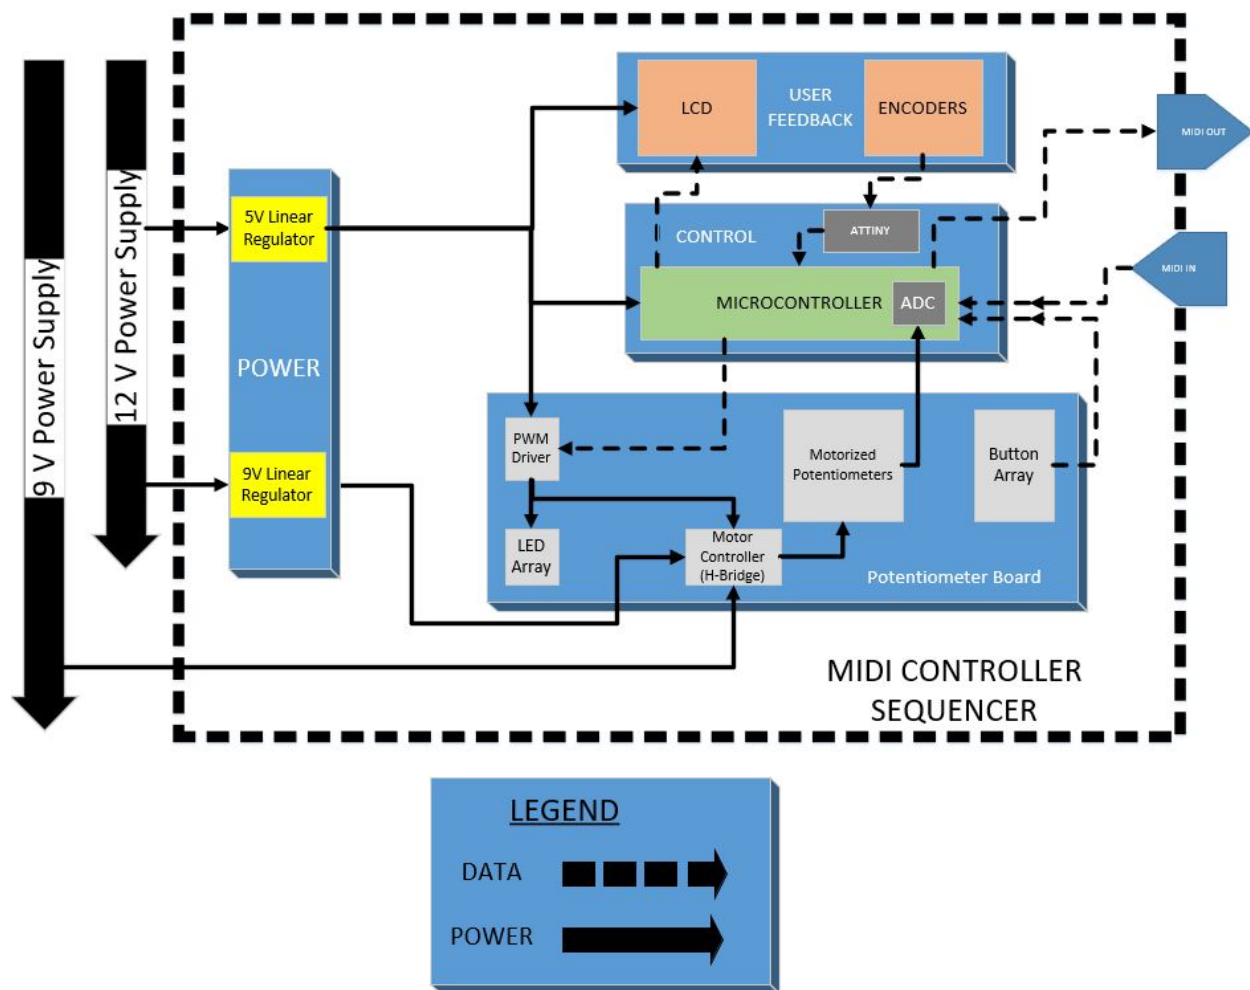 9 V Power Supply
12 V Power Supply
5V Linear
Regulator
POWER
9V Linear
Regulator
LCD
USER
FEEDBACK
ENCODERS
CONTROL
ATTINY
MICROCONTROLLER
ADC
MIDI OUT
MIDI IN
PWM
Driver
LED
Array
Motor
Controller
(H-Bridge)
Motorized
Potentiometers
Button
Array
Potentiometer Board
MIDI CONTROLLER
SEQUENCER
LEGEND
DATA
POWER